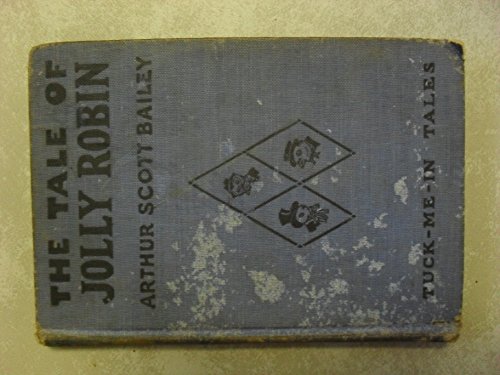 THE TALE OF
JOLLY ROBIN
ARTHUR SCOTT BAILEY
TUCK-ME-IN TALES